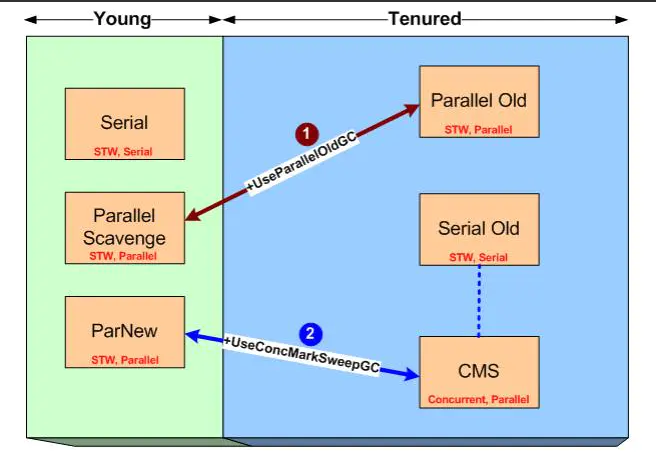 Young
Tenured
Serial
STW, Serial
Parallel
Scavenge
STW, Parallel
ParNew
STW, Parallel
1
+UseParallelOldGC
2
+UseConcMarkSweepGC
Parallel Old
STW, Parallel
Serial Old
STW, Serial
CMS
Concurrent, Parallel